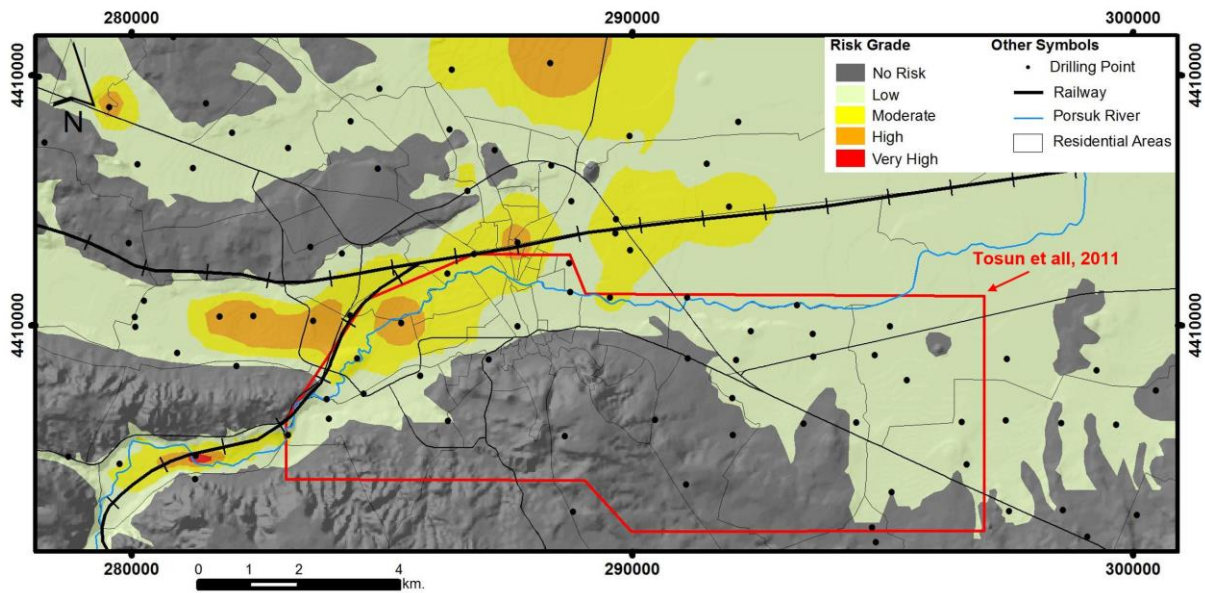 280000 290000 300000
4410000 4410000
Risk Grade
No Risk
Low
Moderate
High
Very High
Other Symbols
Drilling Point
Railway
Porsuk River
Residential Areas
N
Tosun et all, 2011
4410000 4410000
280000 290000 300000
0 1 2 4
km.